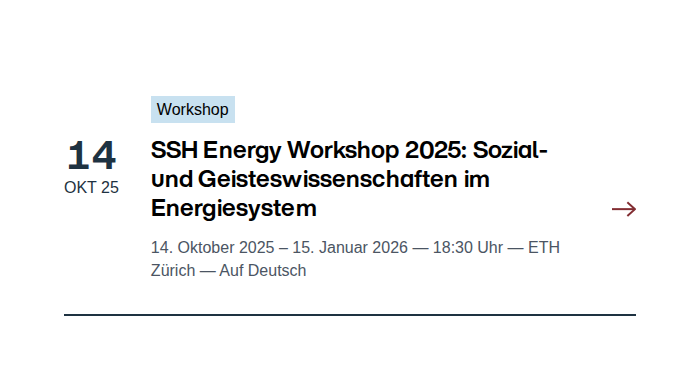 Workshop
14
OKT 25
SSH Energy Workshop 2025: Sozial-
und Geisteswissenschaften im
Energiesystem
14. Oktober 2025 – 15. Januar 2026 — 18:30 Uhr — ETH
Zürich — Auf Deutsch